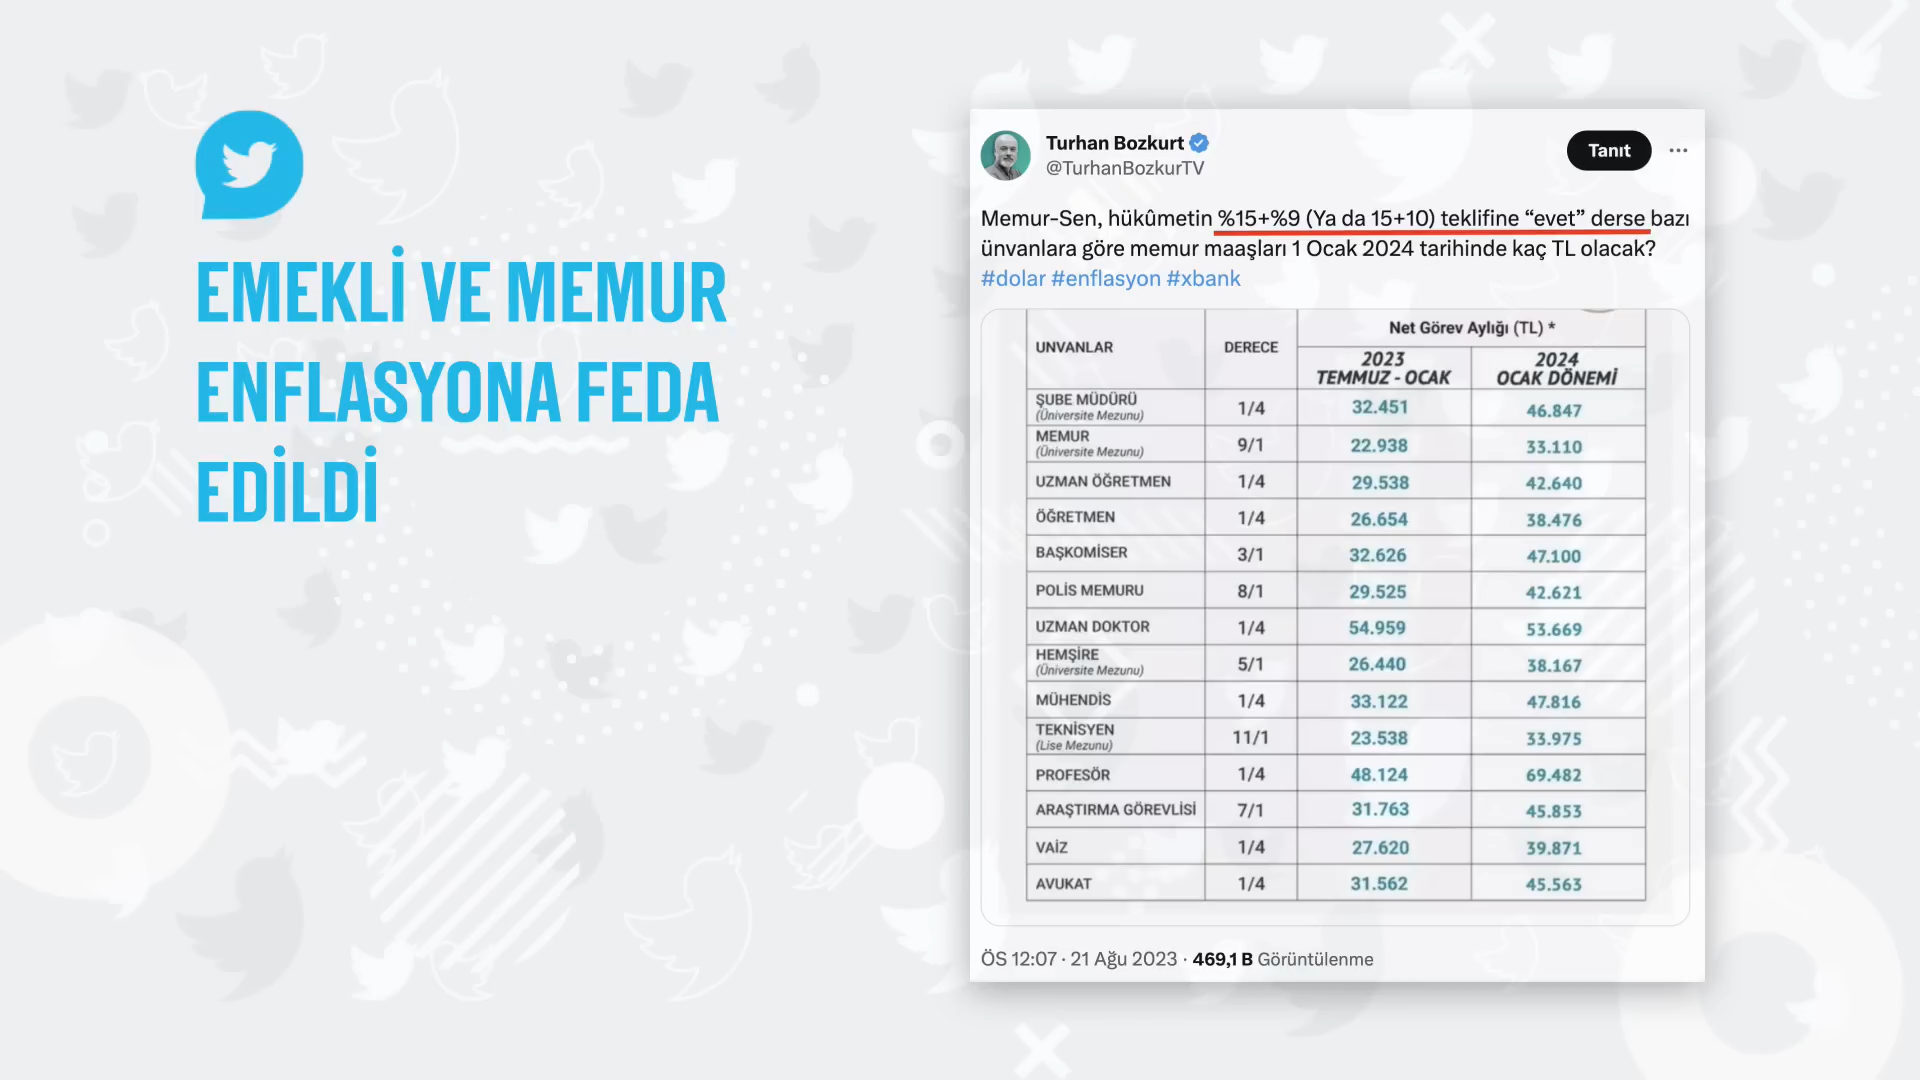 EMEKLİ VE MEMUR
ENFLASYONA FEDA
EDİLDİ
Turhan Bozkurt
@TurhanBozkurTV
Tanıt
Memur-Sen, hükûmetin %15+%9 (Ya da 15+10) teklifine “evet” derse bazı
ünvanlara göre memur maaşları 1 Ocak 2024 tarihinde kaç TL olacak?
#dolar #enflasyon #xbank
UNVANLAR DERECE Net Görev Aylığı (TL) *
2023 TEMMUZ - OCAK 2024 OCAK DÖNEMİ
ŞUBE MÜDÜRÜ (Üniversite Mezunu) 1/4 32.451 46.847
MEMUR (Üniversite Mezunu) 9/1 22.938 33.110
UZMAN ÖĞRETMEN 1/4 29.538 42.640
ÖĞRETMEN 1/4 26.654 38.476
BAŞKOMİSER 3/1 32.626 47.100
POLİS MEMURU 8/1 29.525 42.621
UZMAN DOKTOR 1/4 54.959 53.669
HEMŞİRE (Üniversite Mezunu) 5/1 26.440 38.167
MÜHENDİS 1/4 33.122 47.816
TEKNİSYEN (Lise Mezunu) 11/1 23.538 33.975
PROFESÖR 1/4 48.124 69.482
ARAŞTIRMA GÖREVLİSİ 7/1 31.763 45.853
VAİZ 1/4 27.620 39.871
AVUKAT 1/4 31.562 45.563
ÖS 12:07 · 21 Ağu 2023 · 469,1 B Görüntülenme